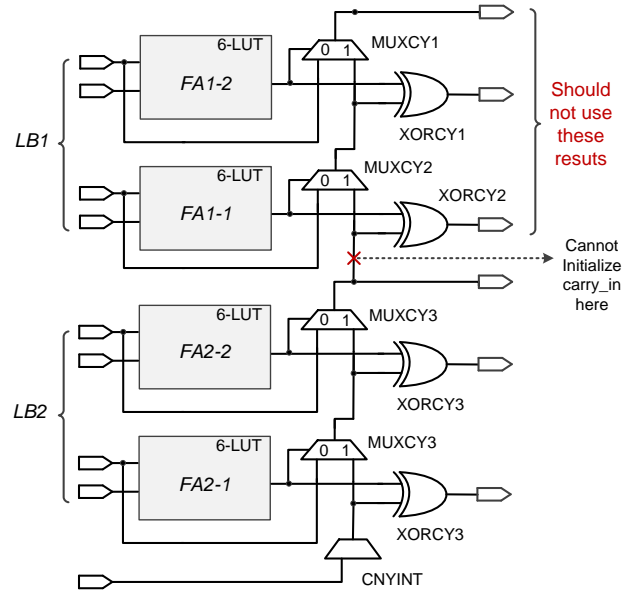 6-LUT
0 1
MUXCY1
FA1-2
XORCY1
LB1
Should
not use
these
resuts
6-LUT
0 1
MUXCY2
FA1-1
XORCY2
Cannot
Initialize
carry_in
here
6-LUT
0 1
MUXCY3
FA2-2
XORCY3
LB2
6-LUT
0 1
MUXCY3
FA2-1
XORCY3
CNYINT